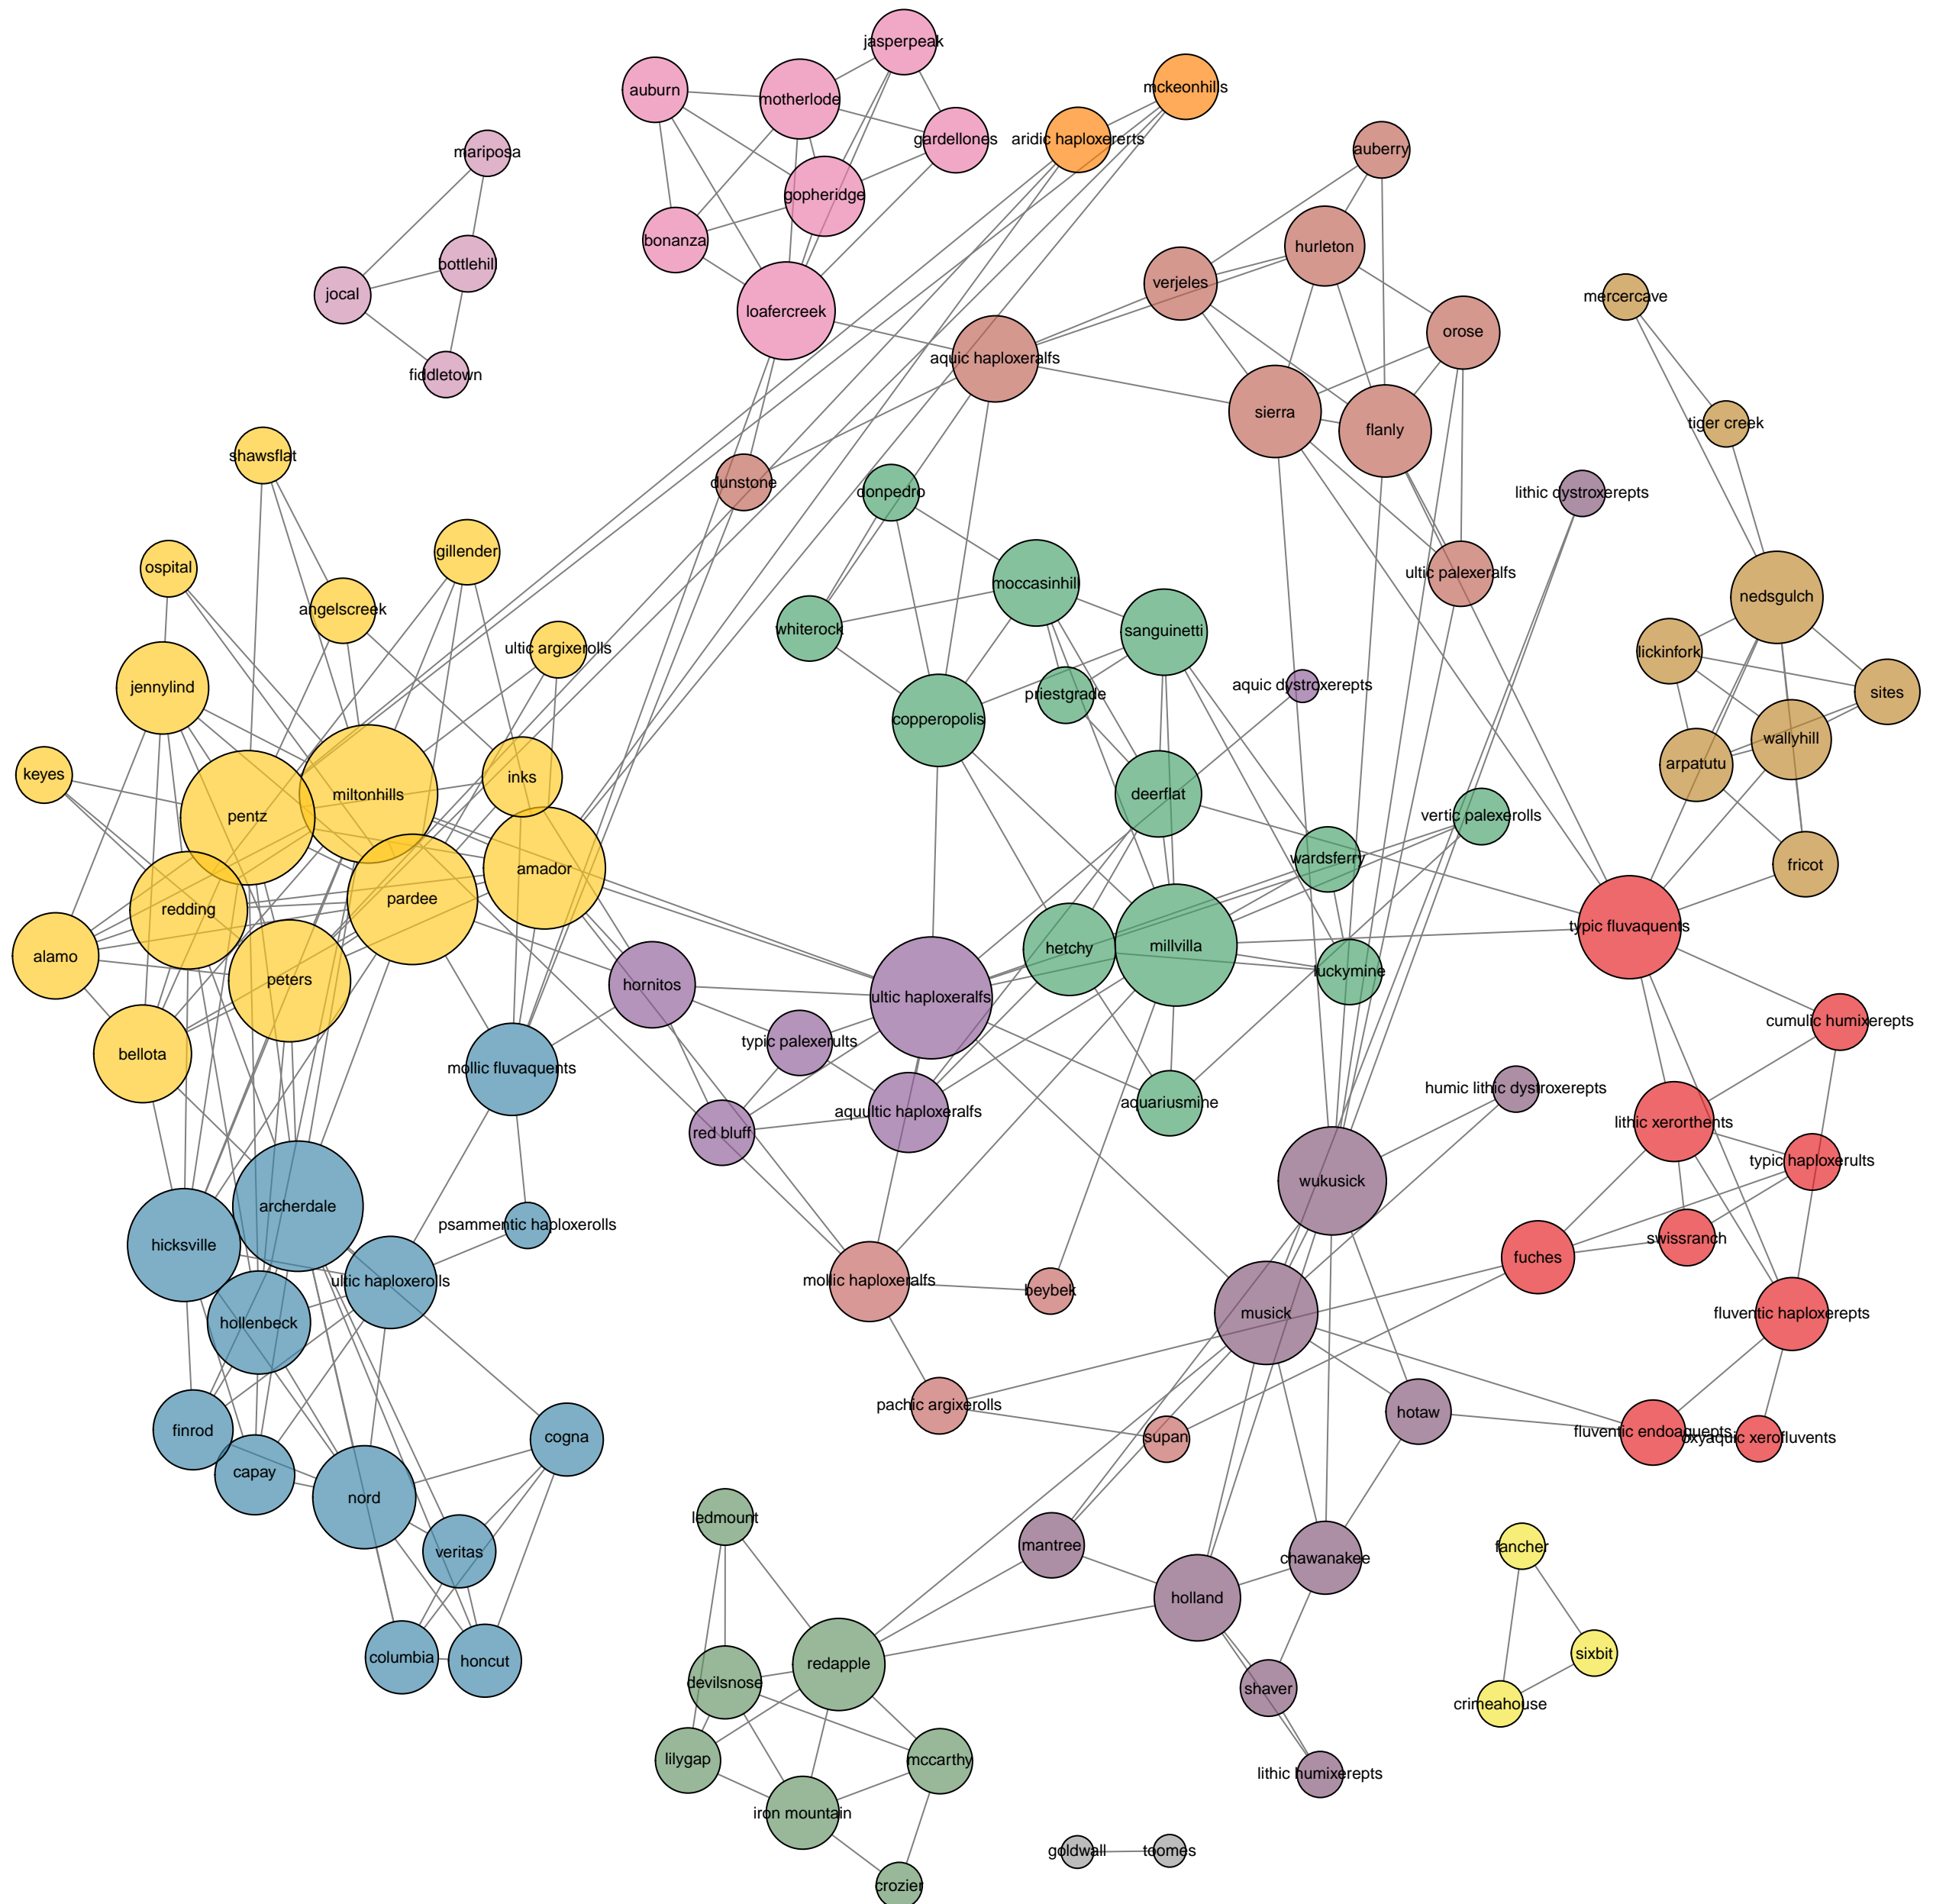 jasperpeak
auburn
motherlode
mckeonhills
gardellones
aridic haploxererts
mariposa
auberry
gopheridge
bonanza
hurleton
bottlehill
verjeles
jocal
mercercave
loafercreek
orose
aquic haploxeralfs
fiddletown
sierra
tiger creek
flanly
shawsflat
dunstone
donpedro
lithic dystroxerepts
gillender
ospital
ultic palexeralfs
moccasinhill
nedsgulch
angelscreek
whiterock
sanguinetti
ultic argixerolls
lickinfork
jennylind
aquic dystroxerepts
priestgrade
sites
copperopolis
wallyhill
arpatutu
keyes
inks
miltonhills
deerflat
pentz
vertic palexerolls
wardsferry
fricot
amador
pardee
redding
typic fluvaquents
hetchy
millvilla
alamo
peters
luckymine
hornitos
ultic haploxeralfs
cumulic humixerepts
typic palexerults
bellota
mollic fluvaquents
humic lithic dystroxerepts
aquariusmine
aquultic haploxeralfs
lithic xerorthents
red bluff
typic haploxerults
wukusick
archerdale
psammentic haploxerolls
swissranch
hicksville
fuches
ultic haploxerolls
mollic haploxeralfs
beybek
musick
fluventic haploxerepts
hollenbeck
pachic argixerolls
hotaw
finrod
fluventic endoaquepts
supan
oxyaquic xerofluvents
cogna
capay
nord
ledmount
mantree
fancher
veritas
chawanakee
holland
sixbit
columbia
honcut
redapple
devilsnose
shaver
crimeahouse
lilygap
mccarthy
lithic humixerepts
iron mountain
goldwall
toomes
crozier